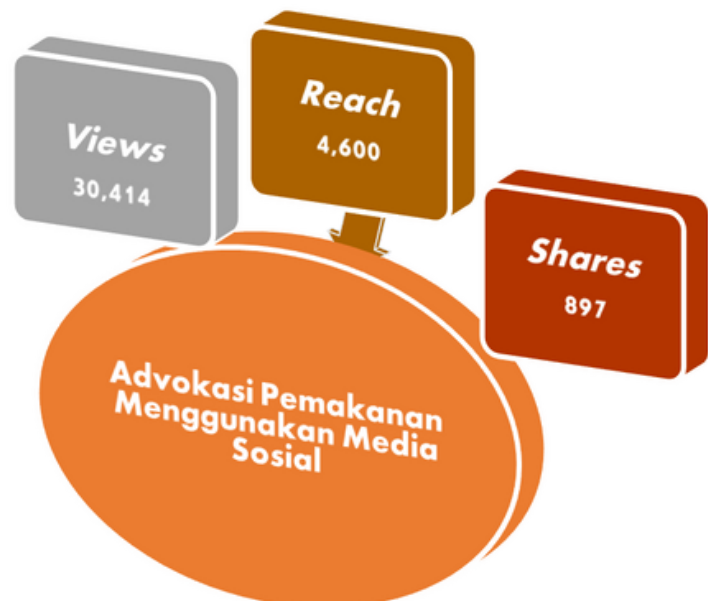 Views
30,414
Reach
4,600
Shares
897
Advokasi Pemakanan
Menggunakan Media
Sosial